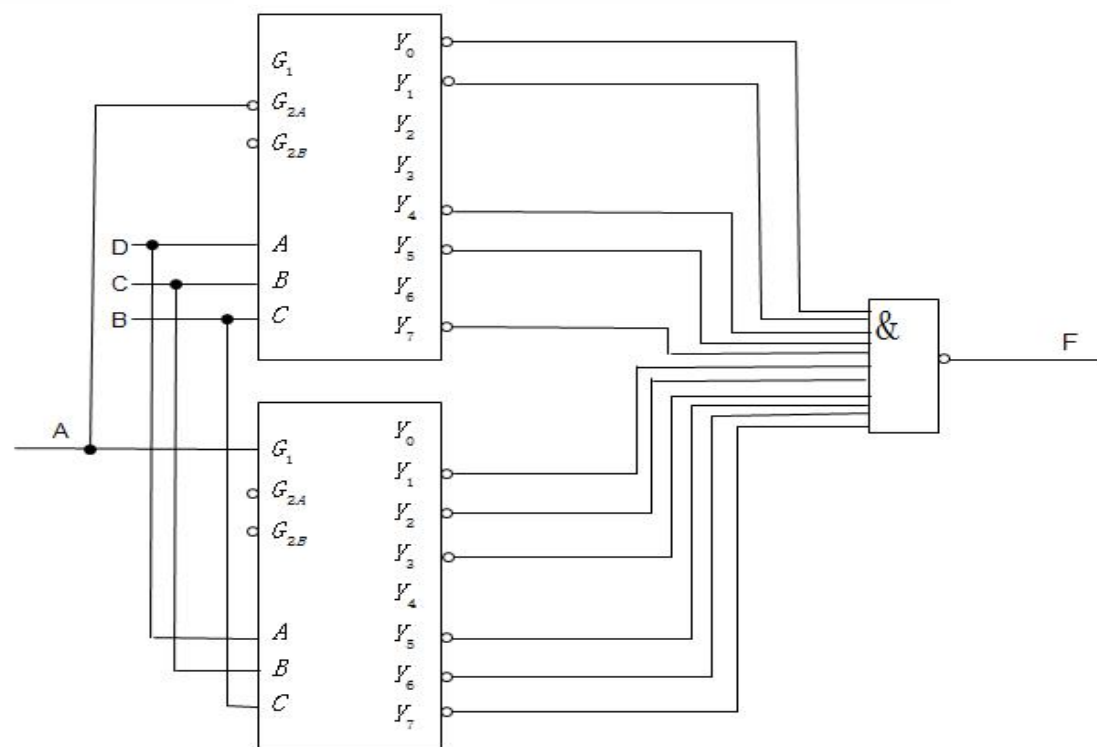 G₁
G₂A
G₂B
A
B
C
Y₀
Y₁
Y₂
Y₃
Y₄
Y₅
Y₆
Y₇
D
C
B
A
G₁
G₂A
G₂B
A
B
C
Y₀
Y₁
Y₂
Y₃
Y₄
Y₅
Y₆
Y₇
&
F